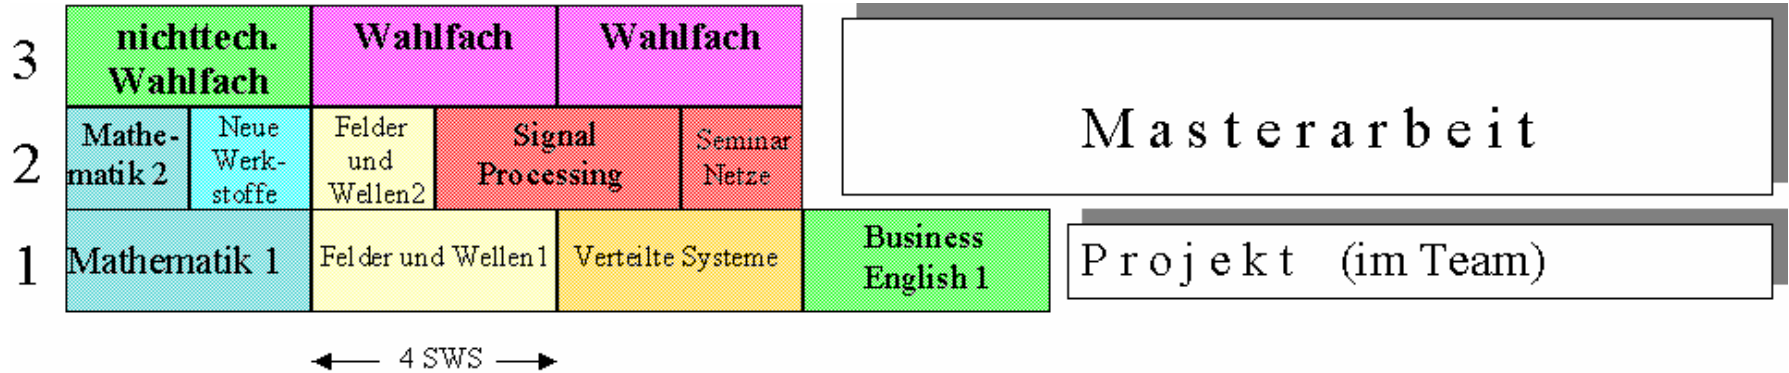 3
nichttech.
Wahlfach
Wahlfach
Wahlfach
2
Mathe-
matik 2
Neue
Werk-
stoffe
Felder
und
Wellen2
Signal
Processing
Seminar
Netze
Masterarbeit
1
Mathematik 1
Felder und Wellen1
Verteilte Systeme
Business
English 1
Projekt (im Team)
4 SWS